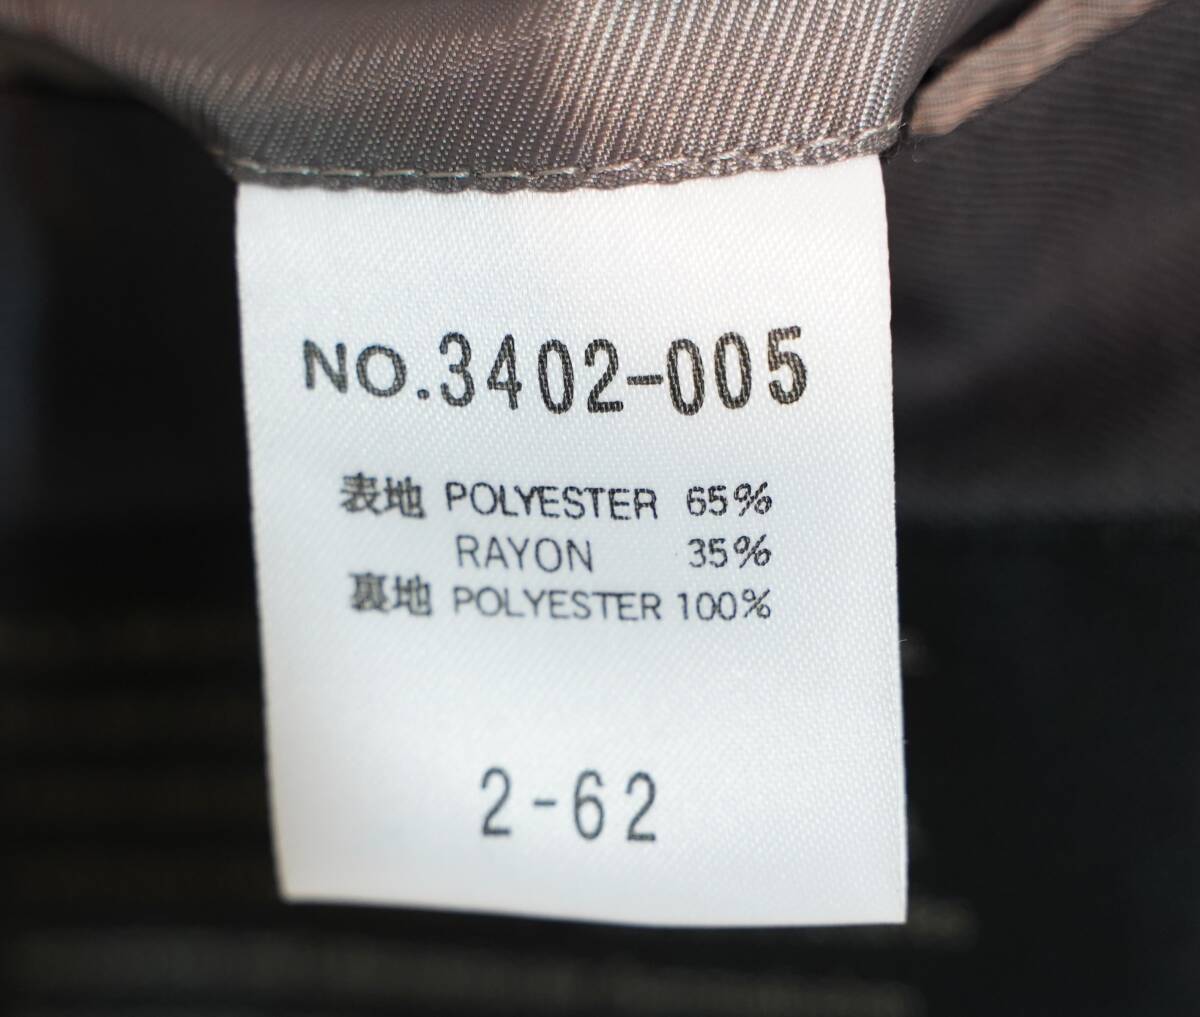 NO.3402-005
表地 POLYESTER 65%
RAYON 35%
裏地 POLYESTER 100%
2-62